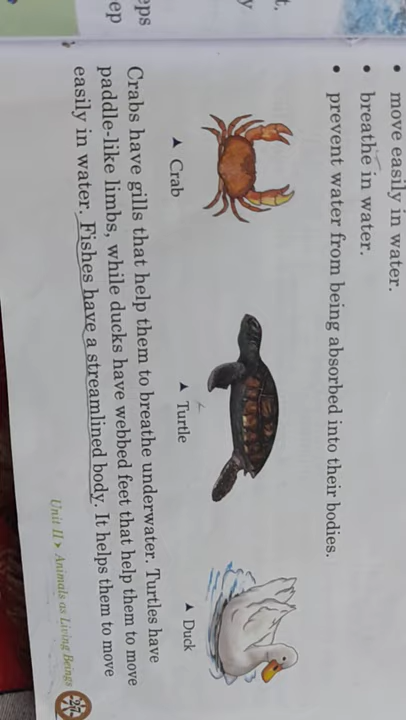 t,
y
eps
ep
• move easily in water.
• breathe in water.
• prevent water from being absorbed into their bodies.
▲ Crab
▲ Turtle
▲ Duck
Crabs have gills that help them to breathe underwater. Turtles have
paddle-like limbs, while ducks have webbed feet that help them to move
easily in water. Fishes have a streamlined body. It helps them to move
Unit II ▸ Animals as Living Beings
27